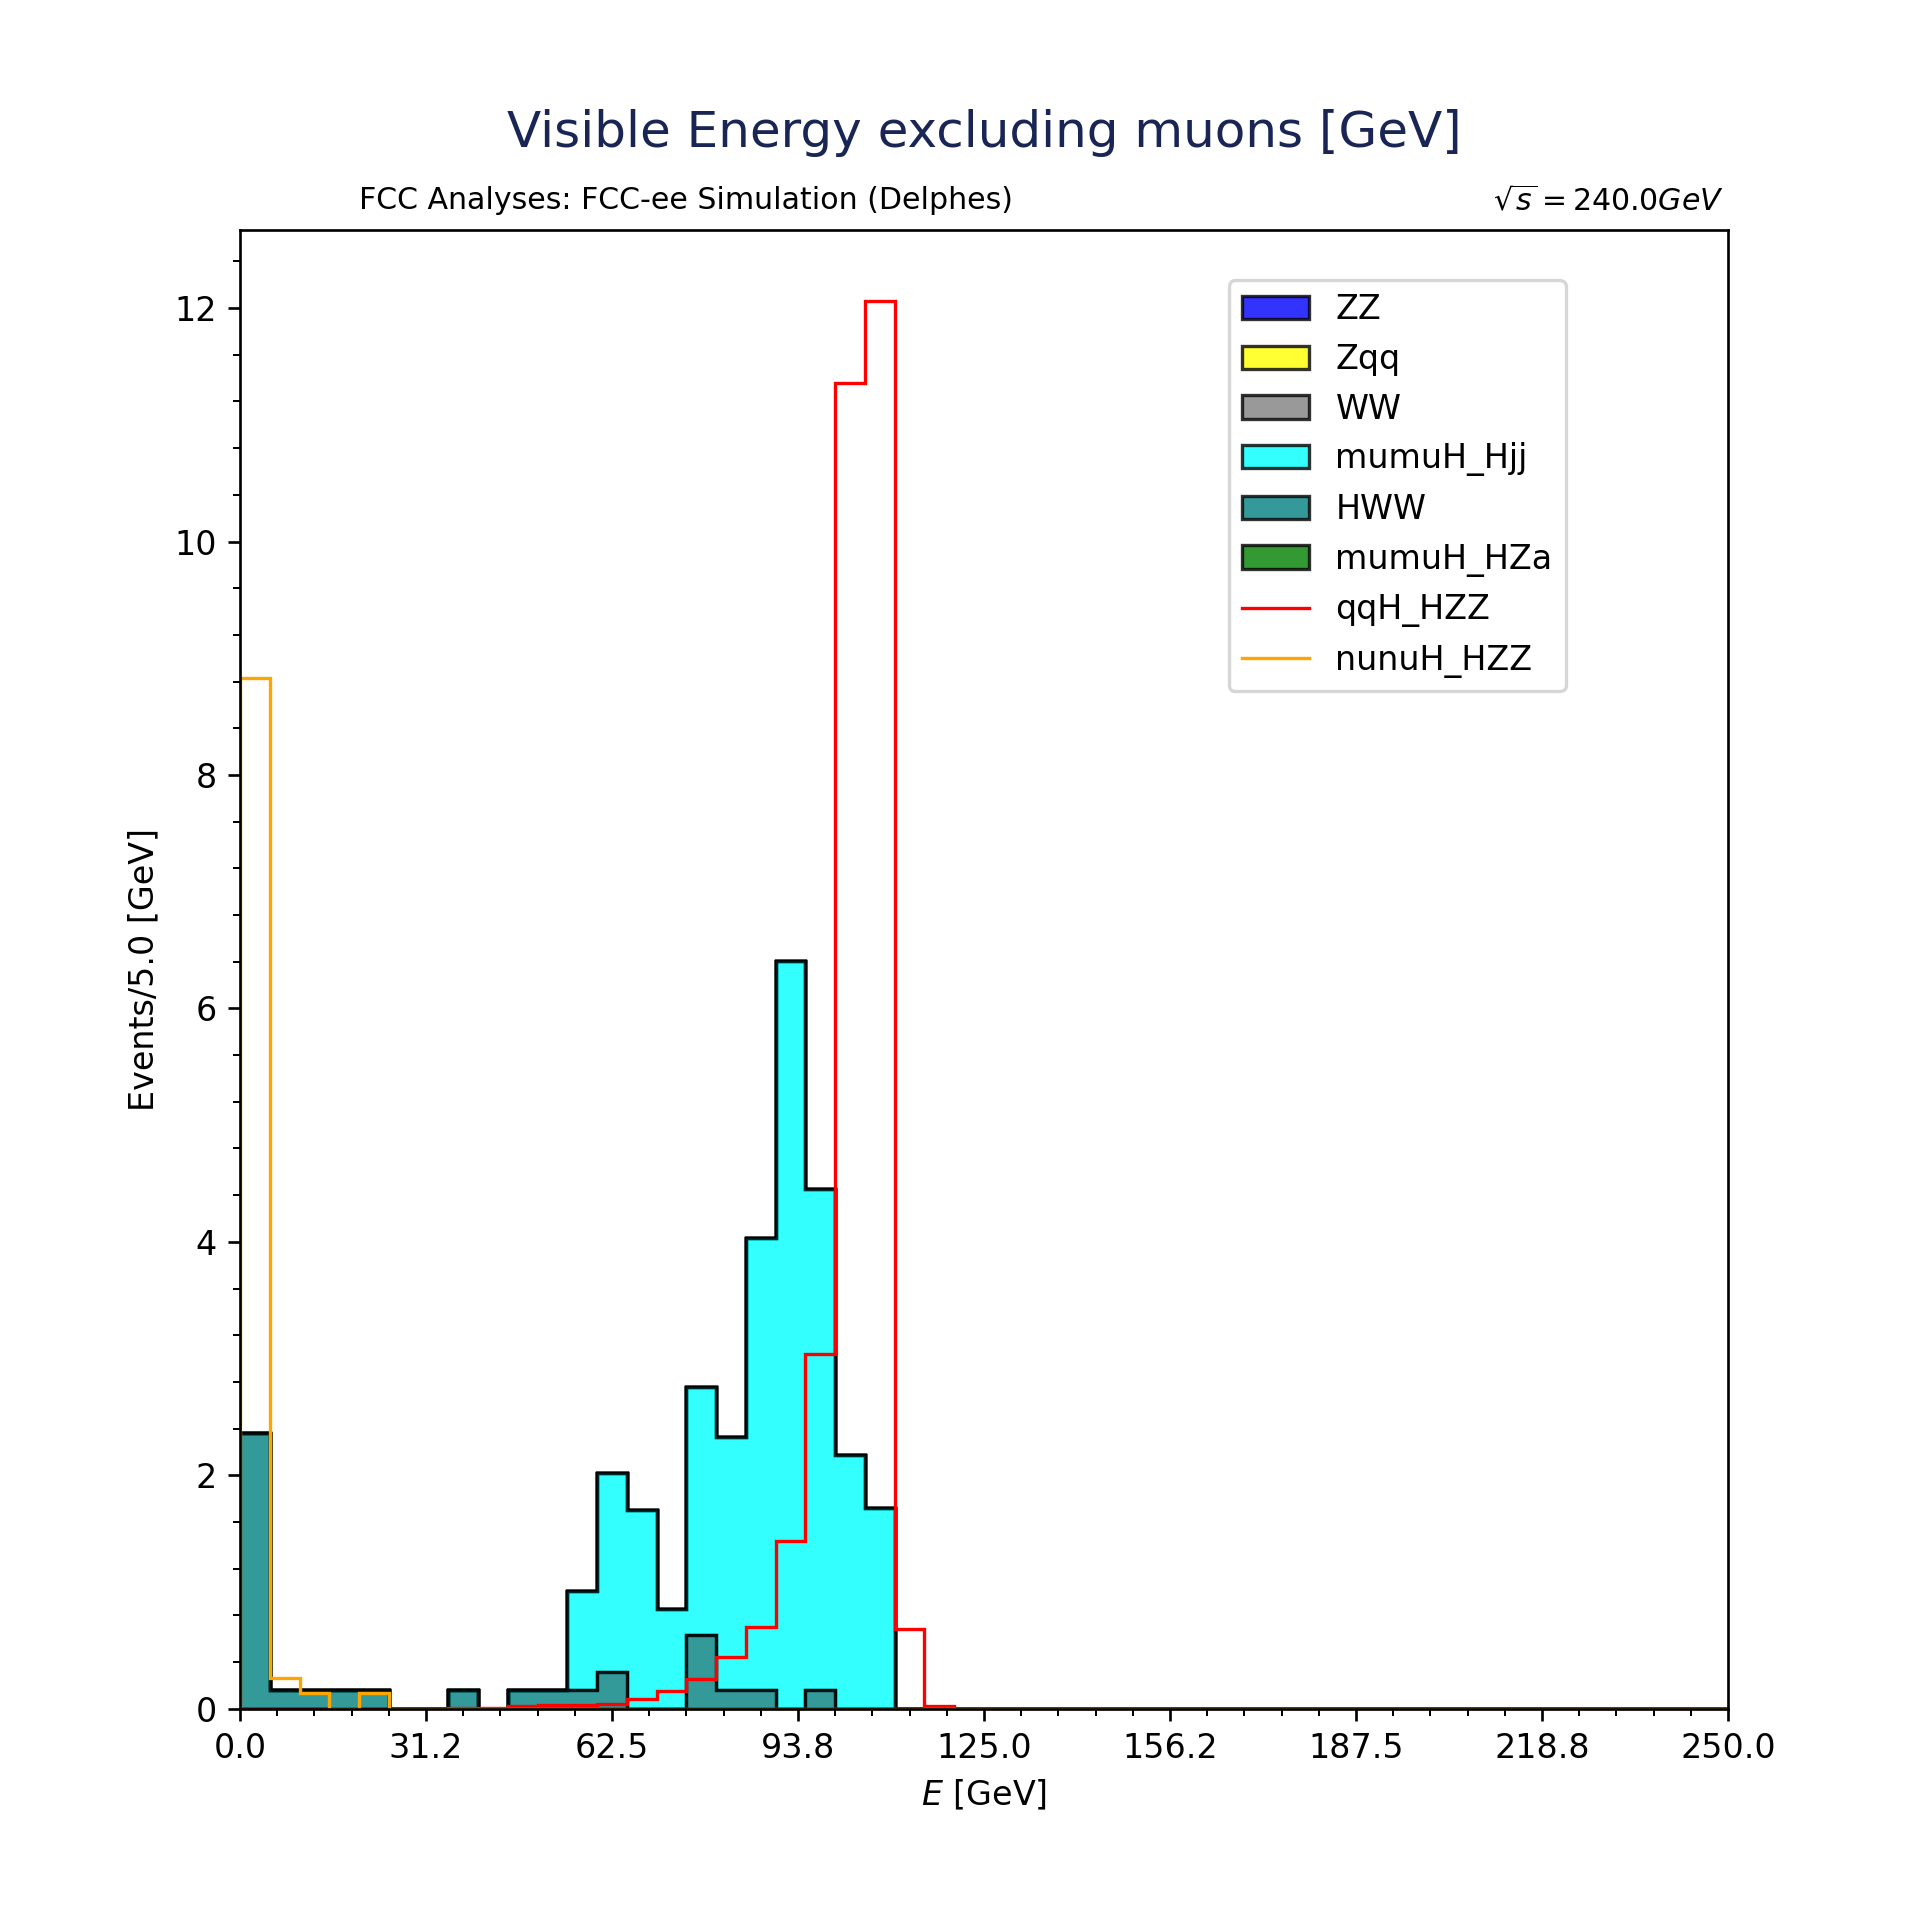 Visible Energy excluding muons [GeV]
FCC Analyses: FCC-ee Simulation (Delphes)
√s = 240.0GeV
ZZ
Zqq
WW
mumuH_Hjj
HWW
mumuH_HZa
qqH_HZZ
nunuH_HZZ
12
10
8
6
4
2
0
Events/5.0 [GeV]
0.0 31.2 62.5 93.8 125.0 156.2 187.5 218.8 250.0
E [GeV]